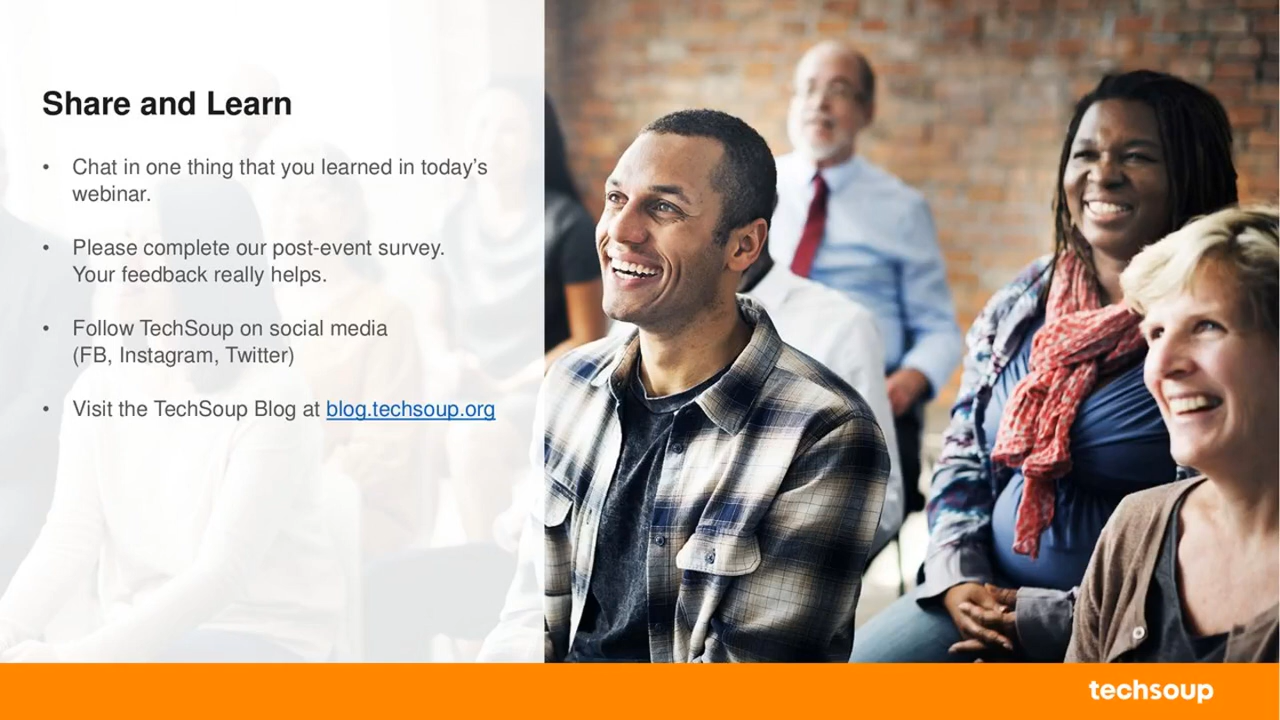 Share and Learn
• Chat in one thing that you learned in today’s
webinar.
• Please complete our post-event survey.
Your feedback really helps.
• Follow TechSoup on social media
(FB, Instagram, Twitter)
• Visit the TechSoup Blog at blog.techsoup.org
techsoup